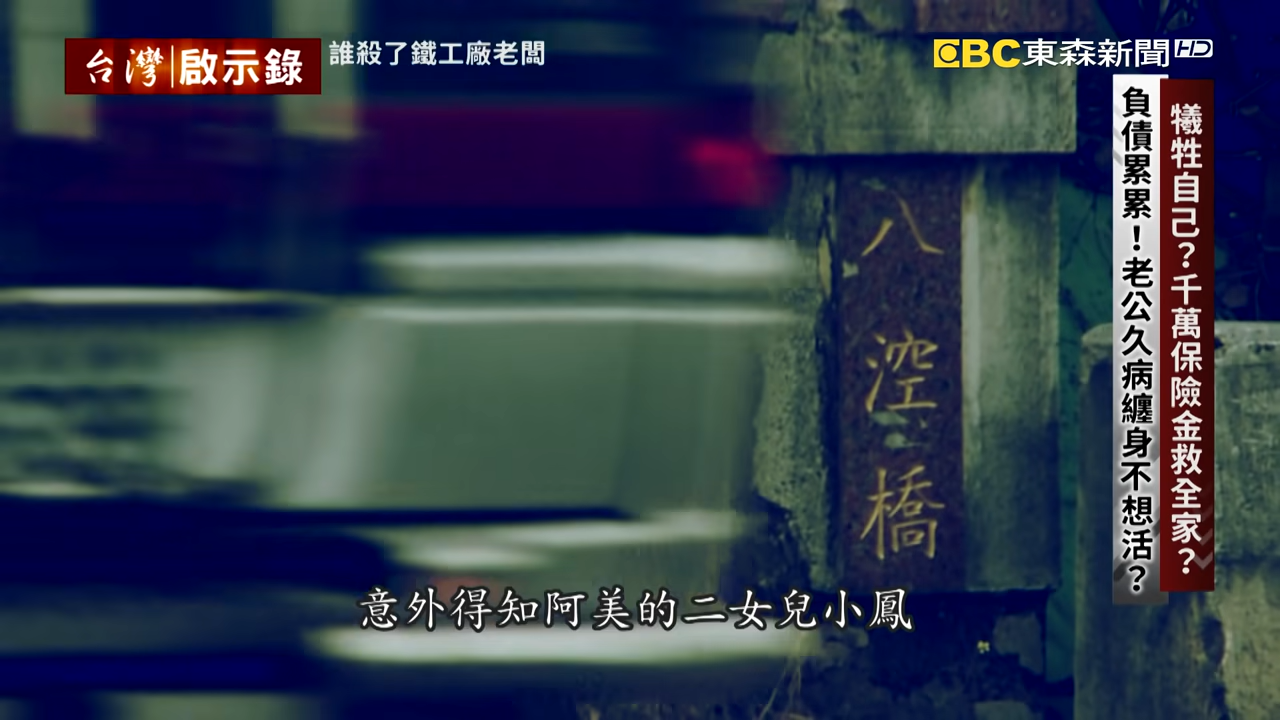 台灣|啟示錄
誰殺了鐵工廠老闆
EBC東森新聞HD
犧牲自己？千萬保險金救全家？
負債累累！老公久病纏身不想活？
八涳橋
意外得知阿美的二女兒小鳳